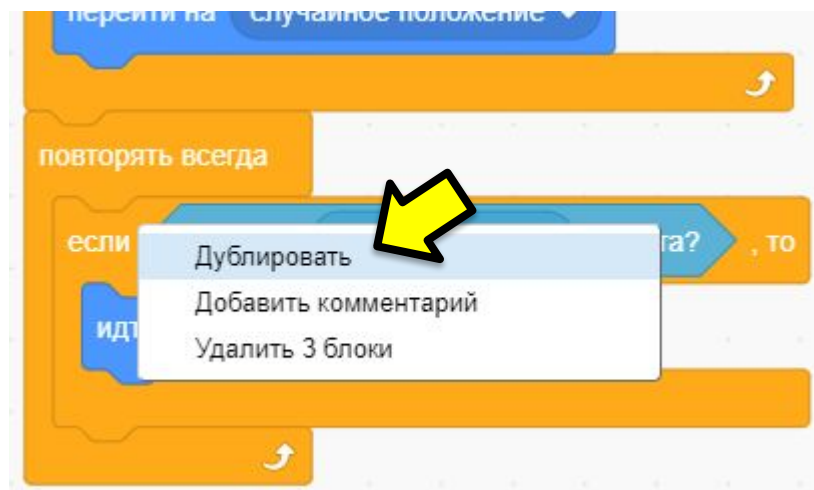 перейти на случайное положение
повторять всегда
если та? , то
Дублировать
Добавить комментарий
идт
Удалить 3 блоки